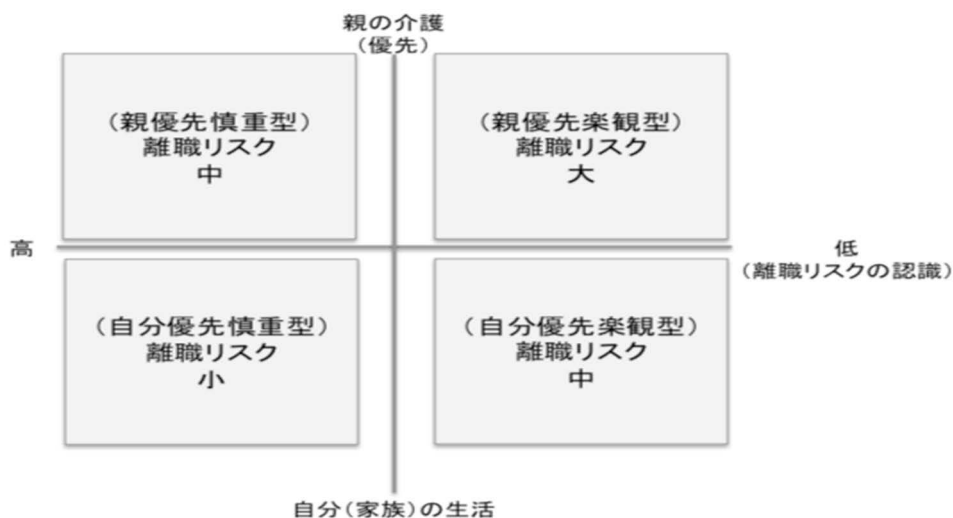 親の介護
（優先）
（親優先慎重型）
離職リスク
中
（親優先楽観型）
離職リスク
大
高
低
（離職リスクの認識）
（自分優先慎重型）
離職リスク
小
（自分優先楽観型）
離職リスク
中
自分（家族）の生活